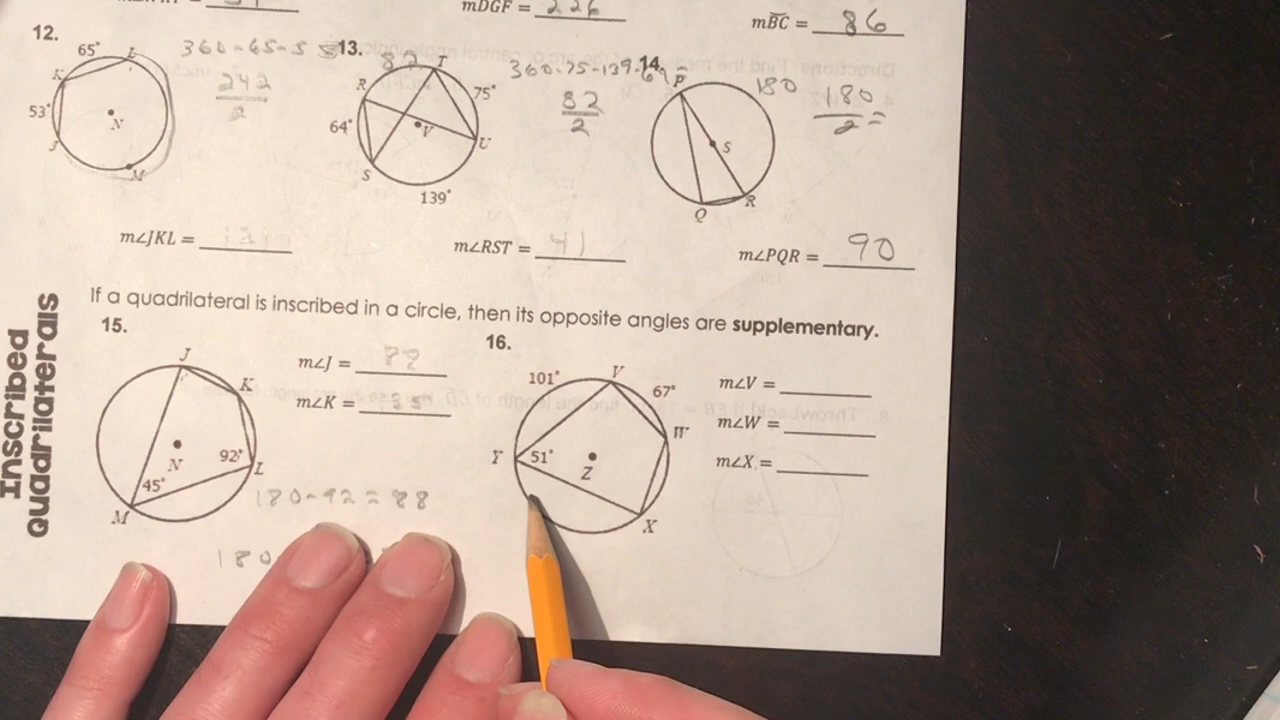 mDGF = 226
mBC = 86
12.
65°
K
L
53°
J
N
M
360-65-5
242
2
m∠JKL =
13.
82
T
R
75°
64°
V
U
S
139°
360-75-139-
82
2
m∠RST = 41
14.
P
180
S
Q
R
180
2 =
m∠PQR = 90
Inscribed
Quadrilaterals
If a quadrilateral is inscribed in a circle, then its opposite angles are supplementary.
15.
J
K
N
92°
L
45°
M
m∠J = 88
m∠K =
180-92=88
180
16.
101°
V
67°
W
Y
51°
Z
X
m∠V =
m∠W =
m∠X =